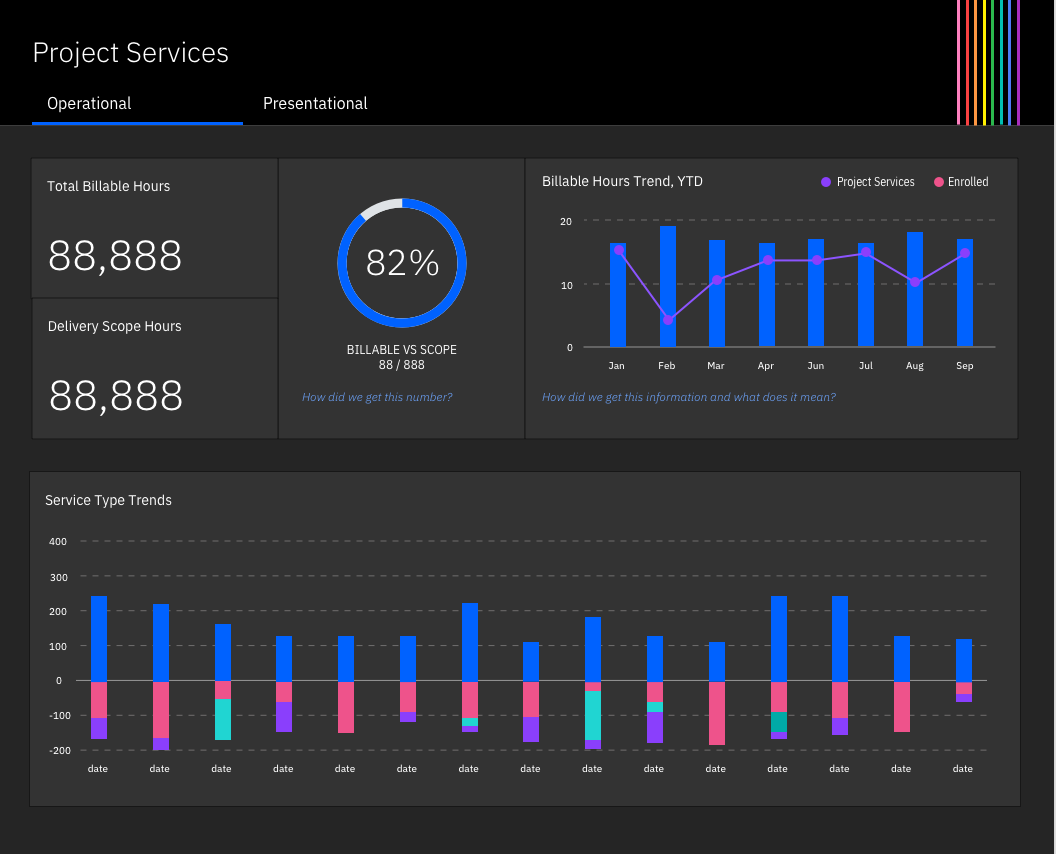 Project Services
Operational
Presentational
Total Billable Hours
88,888
Delivery Scope Hours
88,888
82%
BILLABLE VS SCOPE
88 / 888
How did we get this number?
Billable Hours Trend, YTD
Project Services
Enrolled
20
10
0
Jan Feb Mar Apr Jun Jul Aug Sep
How did we get this information and what does it mean?
Service Type Trends
400
300
200
100
0
-100
-200
date date date date date date date date date date date date date date date